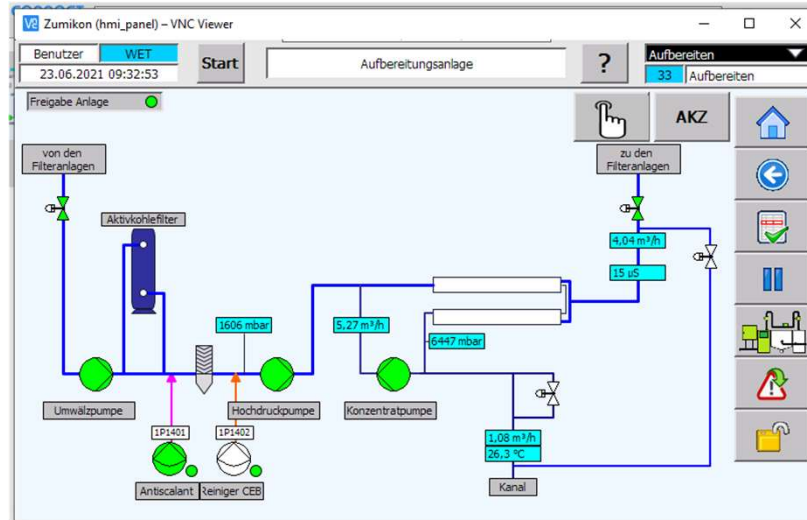 Zumikon (hmi_panel) – VNC Viewer
Benutzer
WET
23.06.2021 09:32:53
Start
Aufbereitungsanlage
?
Aufbereiten
33
Aufbereiten
Freigabe Anlage
AKZ
von den
Filteranlagen
zu den
Filteranlagen
Aktivkohlefilter
4,04 m³/h
15 uS
1606 mbar
5,27 m³/h
6447 mbar
Umwälzpumpe
Hochdruckpumpe
Konzentratpumpe
1P1401
1P1402
1,08 m³/h
26,3 °C
Antiscalant
Reiniger CEB
Kanal